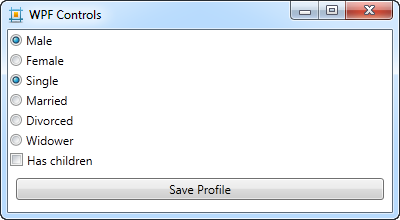 WPF Controls
Male
Female
Single
Married
Divorced
Widower
Has children
Save Profile